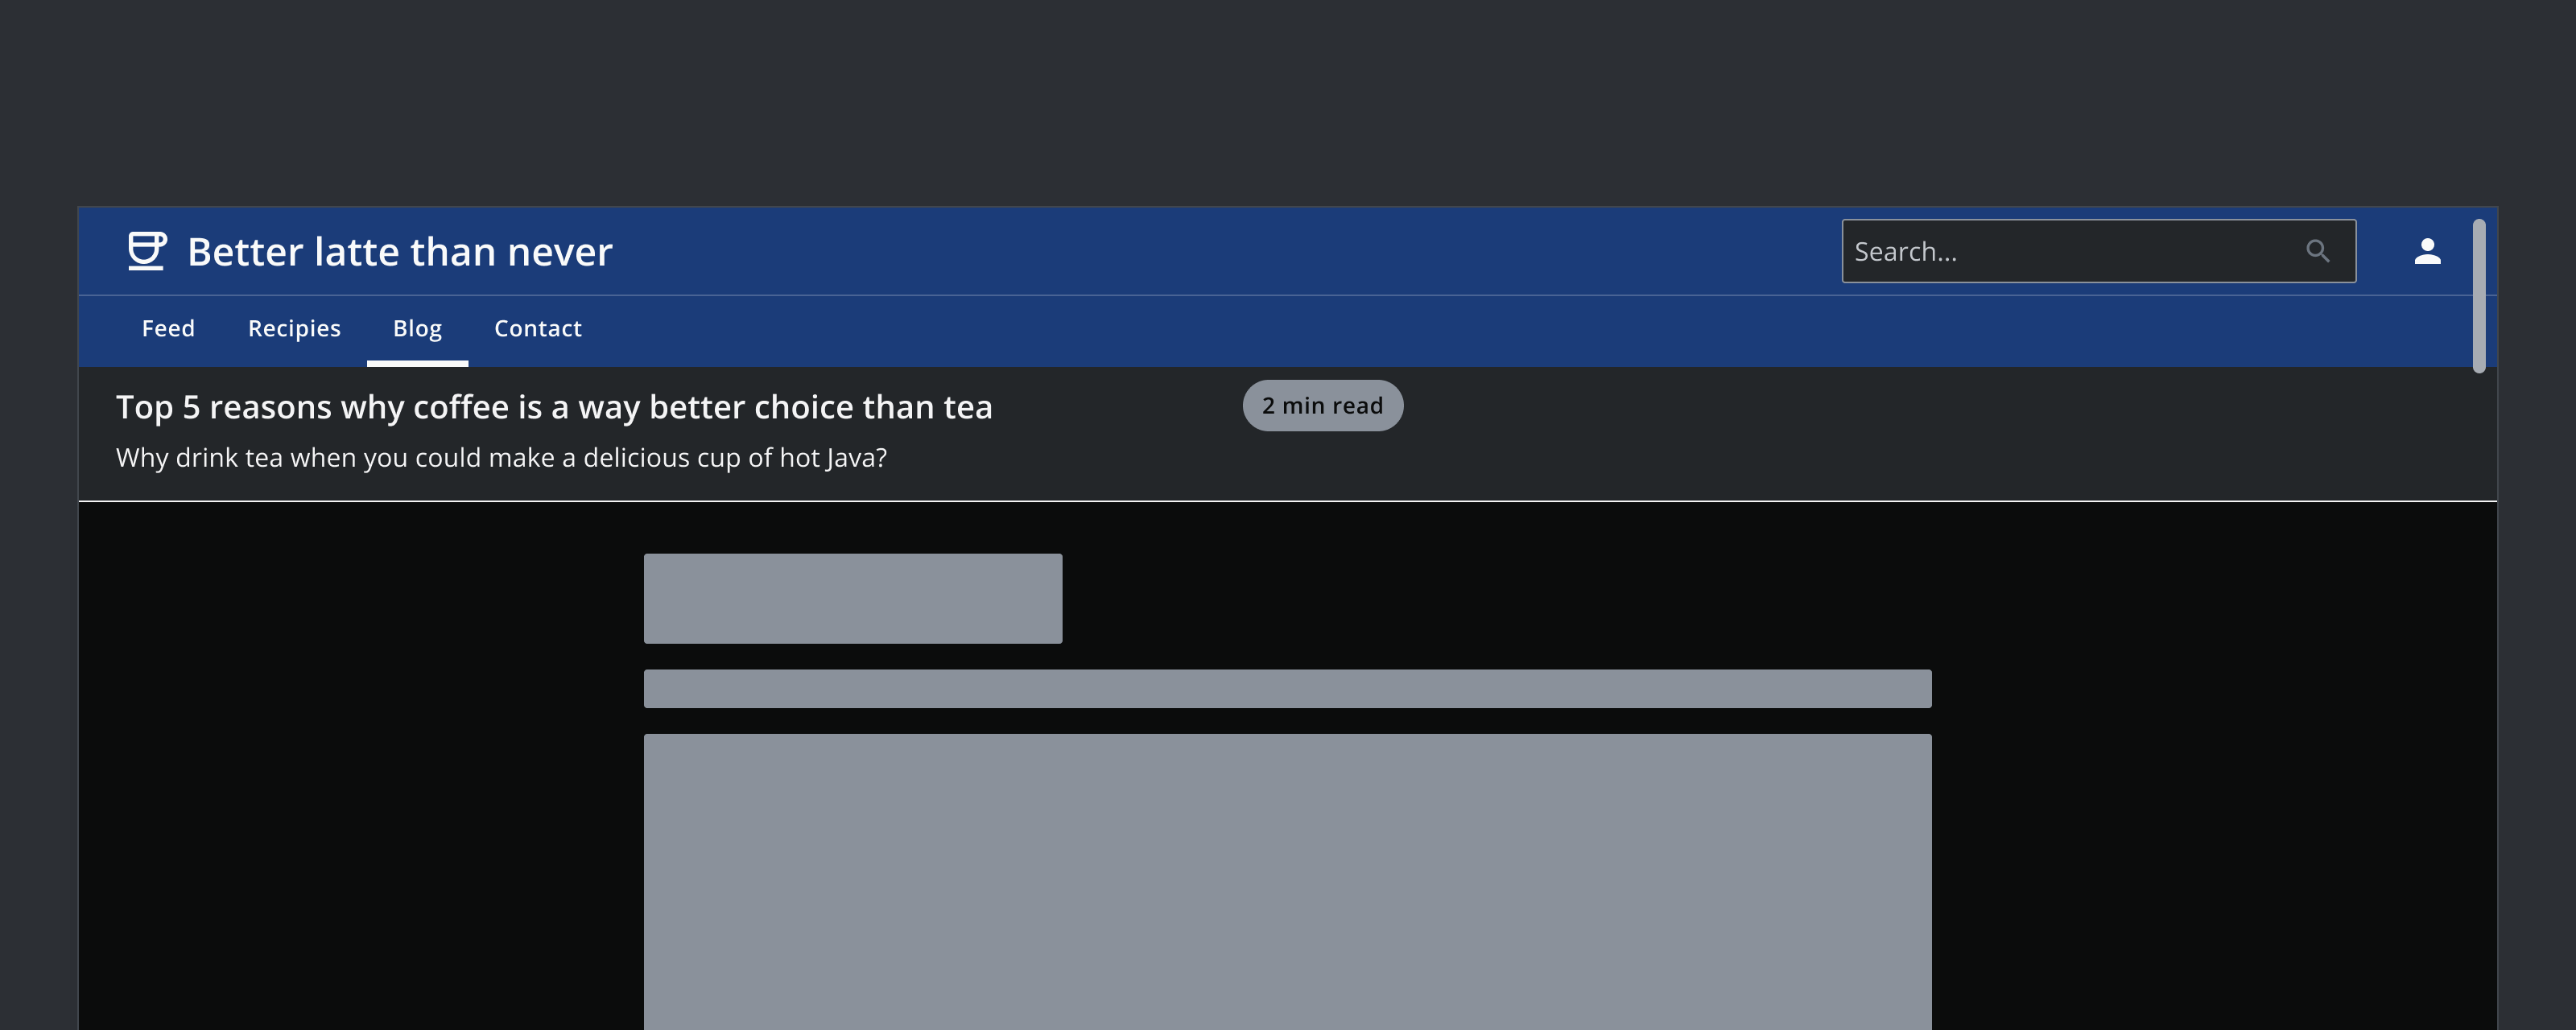 Better latte than never
Search...
Feed Recipies Blog Contact
Top 5 reasons why coffee is a way better choice than tea
2 min read
Why drink tea when you could make a delicious cup of hot Java?